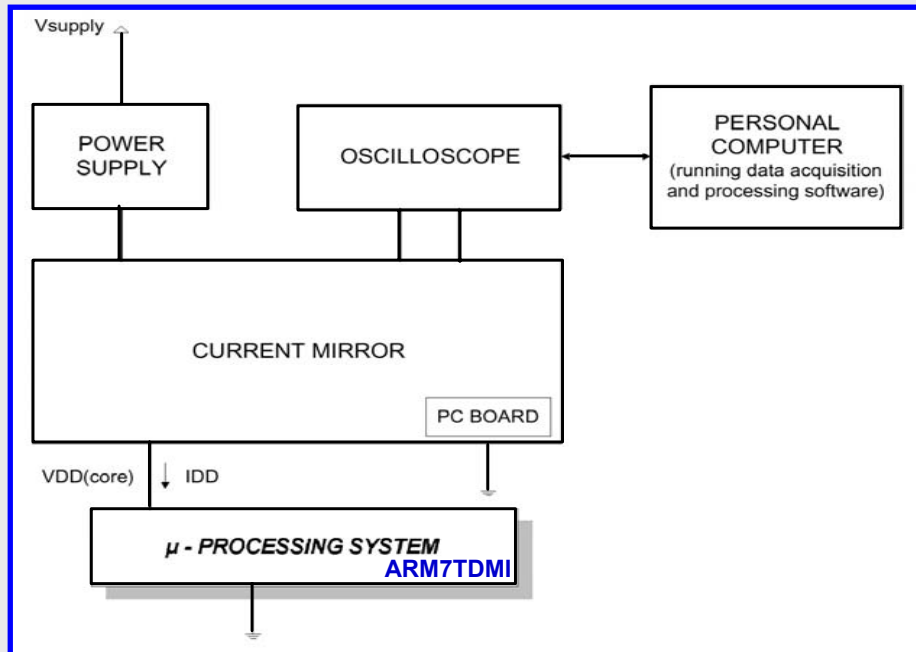 Vsupply
POWER
SUPPLY
OSCILLOSCOPE
PERSONAL
COMPUTER
(running data acquisition
and processing software)
CURRENT MIRROR
PC BOARD
VDD(core)
IDD
μ - PROCESSING SYSTEM
ARM7TDMI